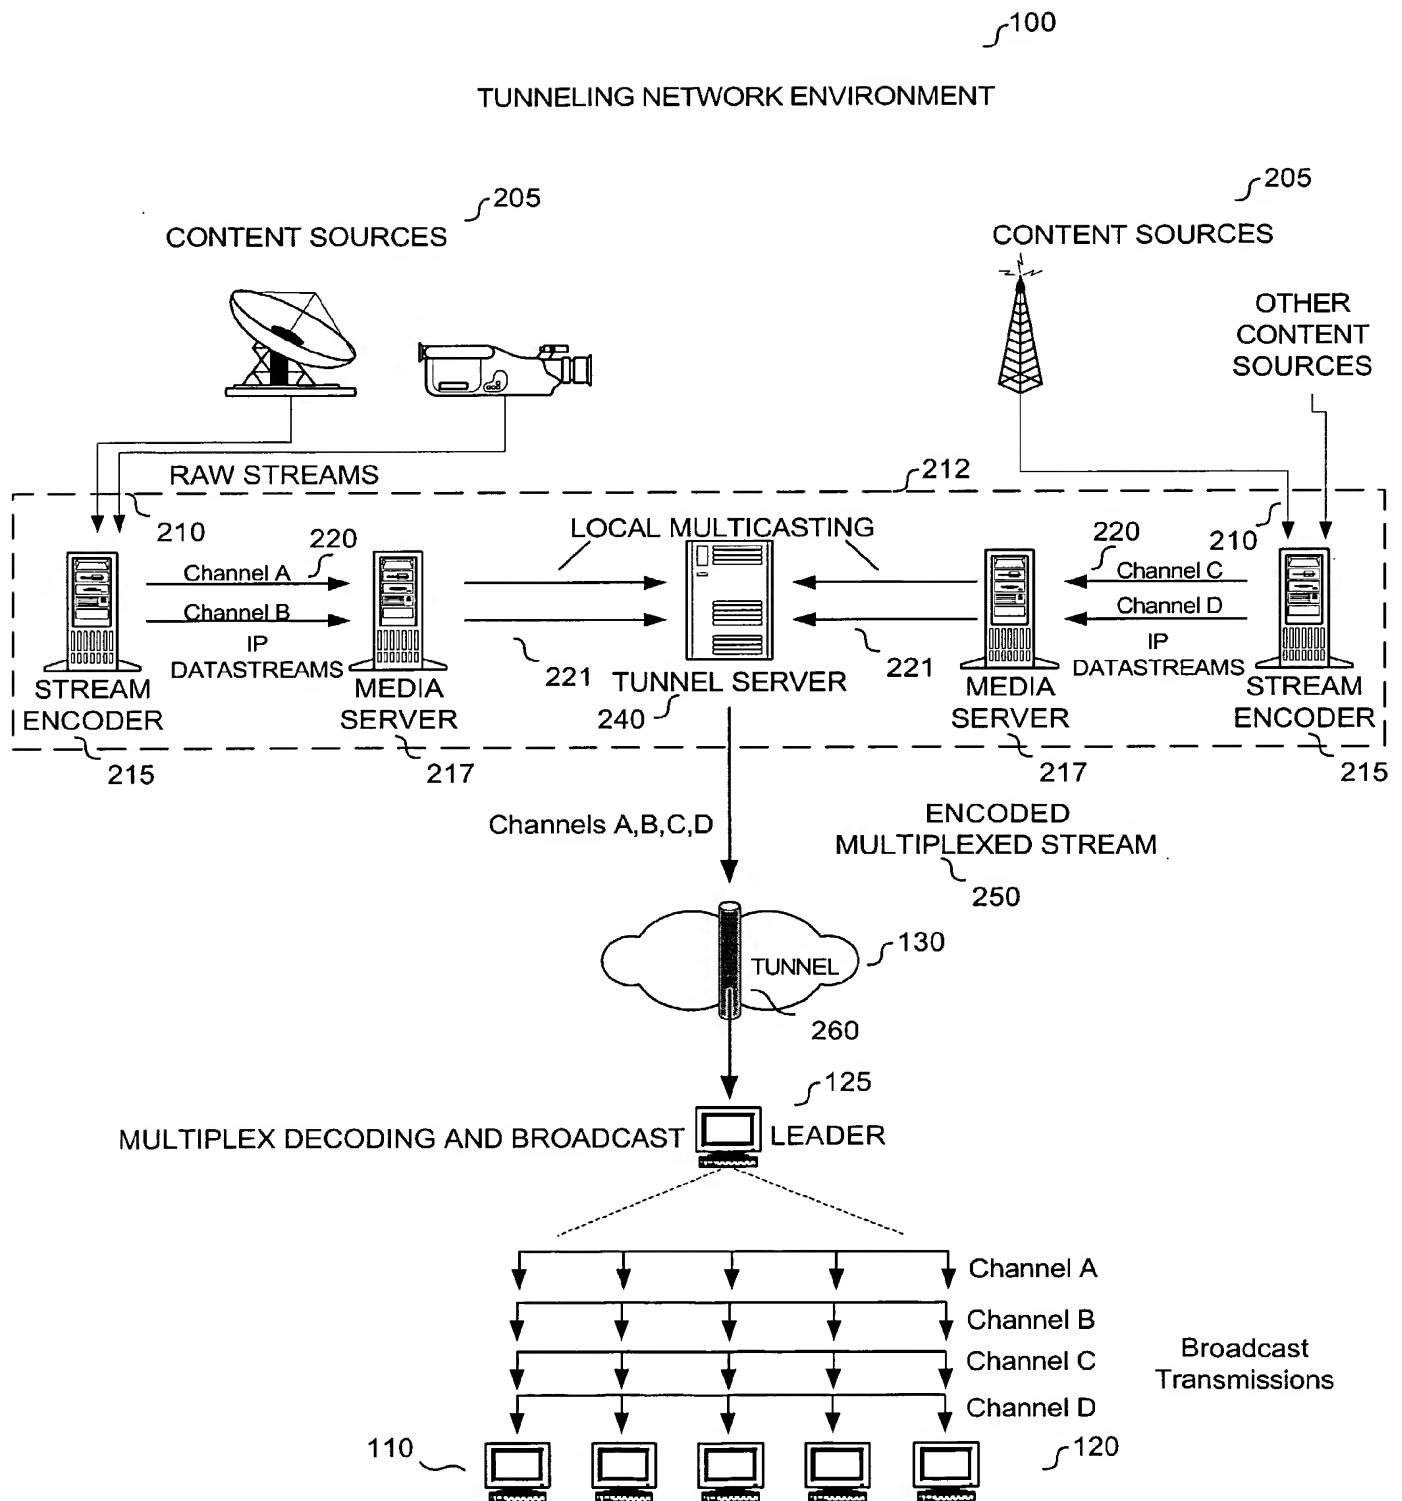 100
TUNNELING NETWORK ENVIRONMENT
205
CONTENT SOURCES
205
CONTENT SOURCES
OTHER
CONTENT
SOURCES
RAW STREAMS
212
210
220
LOCAL MULTICASTING
220
210
Channel A
Channel B
IP
DATASTREAMS
Channel C
Channel D
IP
DATASTREAMS
221
221
STREAM
ENCODER
215
MEDIA
SERVER
217
TUNNEL SERVER
240
MEDIA
SERVER
217
STREAM
ENCODER
215
Channels A,B,C,D
ENCODED
MULTIPLEXED STREAM
250
130
TUNNEL
260
125
MULTIPLEX DECODING AND BROADCAST
LEADER
Channel A
Channel B
Channel C
Channel D
Broadcast
Transmissions
110
120